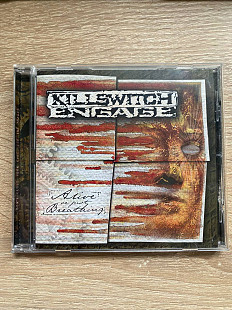 KILLSWITCH
ENGAGE
Alive
or just
Breathing